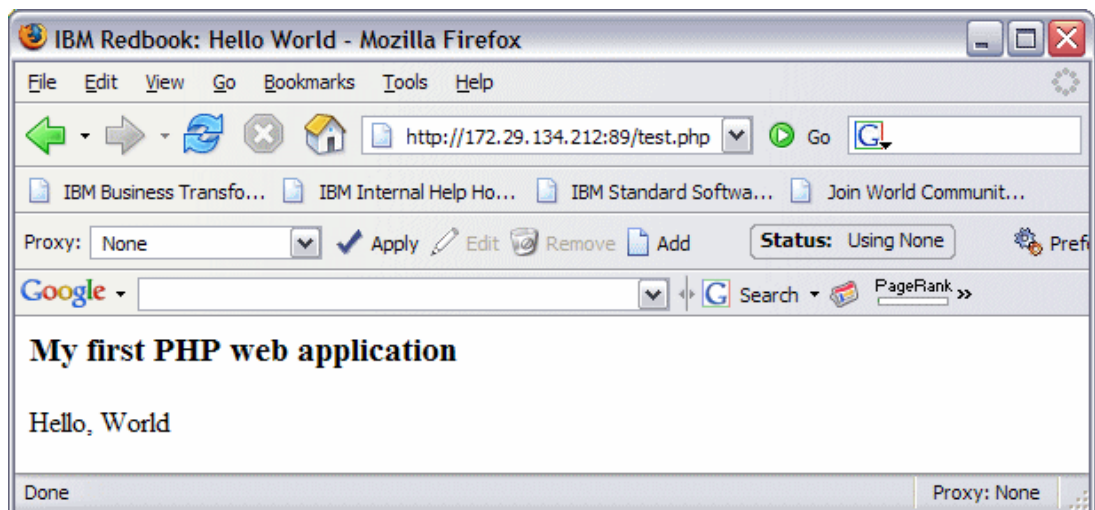 IBM Redbook: Hello World - Mozilla Firefox
File Edit View Go Bookmarks Tools Help
http://172.29.134.212:89/test.php Go G
IBM Business Transfo... IBM Internal Help Ho... IBM Standard Softwa... Join World Communit...
Proxy: None Apply Edit Remove Add Status: Using None Prefe
Google G Search PageRank »
My first PHP web application
Hello, World
Done Proxy: None